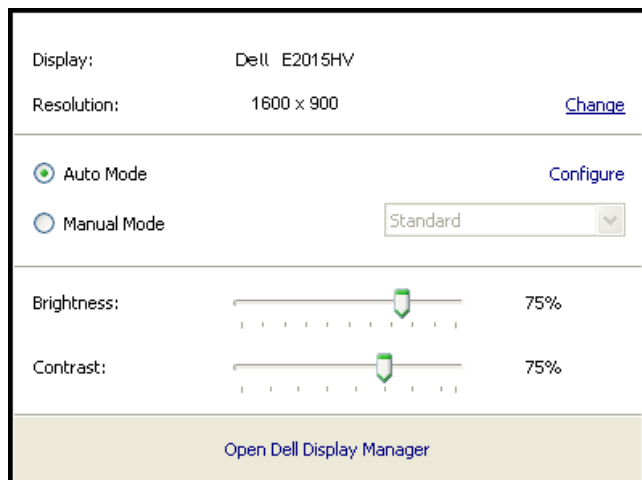 Display: Dell E2015HV
Resolution: 1600 x 900 Change
Auto Mode Configure
Manual Mode Standard
Brightness: 75%
Contrast: 75%
Open Dell Display Manager